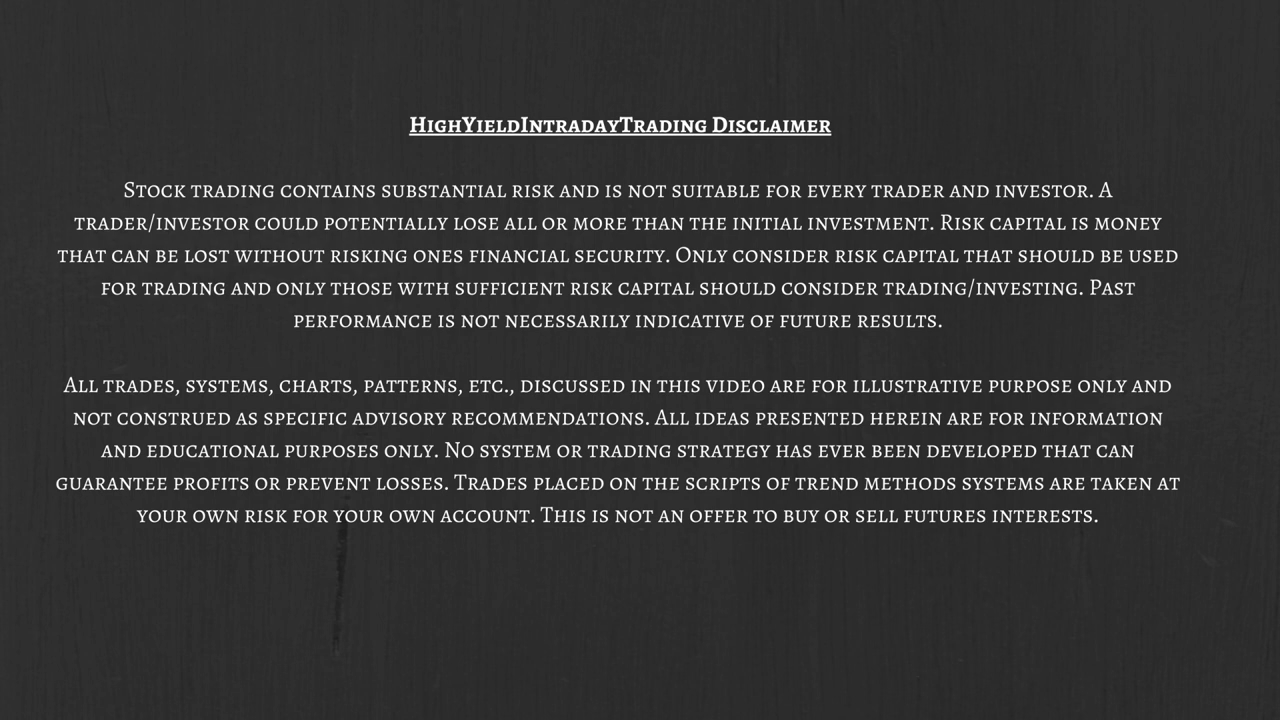 HighYieldIntradayTrading Disclaimer
Stock trading contains substantial risk and is not suitable for every trader and investor. A
trader/investor could potentially lose all or more than the initial investment. Risk capital is money
that can be lost without risking ones financial security. Only consider risk capital that should be used
for trading and only those with sufficient risk capital should consider trading/investing. Past
performance is not necessarily indicative of future results.
All trades, systems, charts, patterns, etc., discussed in this video are for illustrative purpose only and
not construed as specific advisory recommendations. All ideas presented herein are for information
and educational purposes only. No system or trading strategy has ever been developed that can
guarantee profits or prevent losses. Trades placed on the scripts of trend methods systems are taken at
your own risk for your own account. This is not an offer to buy or sell futures interests.